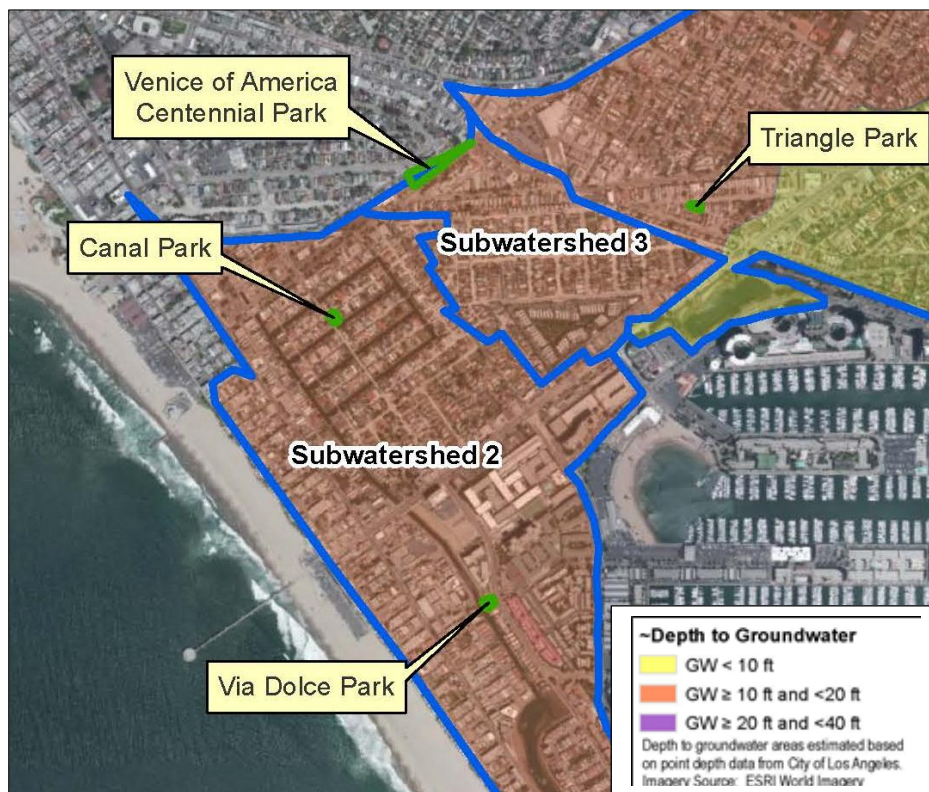 Venice of America
Centennial Park
Triangle Park
Canal Park
Subwatershed 3
Subwatershed 2
Via Dolce Park
~Depth to Groundwater
GW < 10 ft
GW ≥ 10 ft and <20 ft
GW ≥ 20 ft and <40 ft
Depth to groundwater areas estimated based
on point depth data from City of Los Angeles.
Imagery Source: ESRI World Imagery